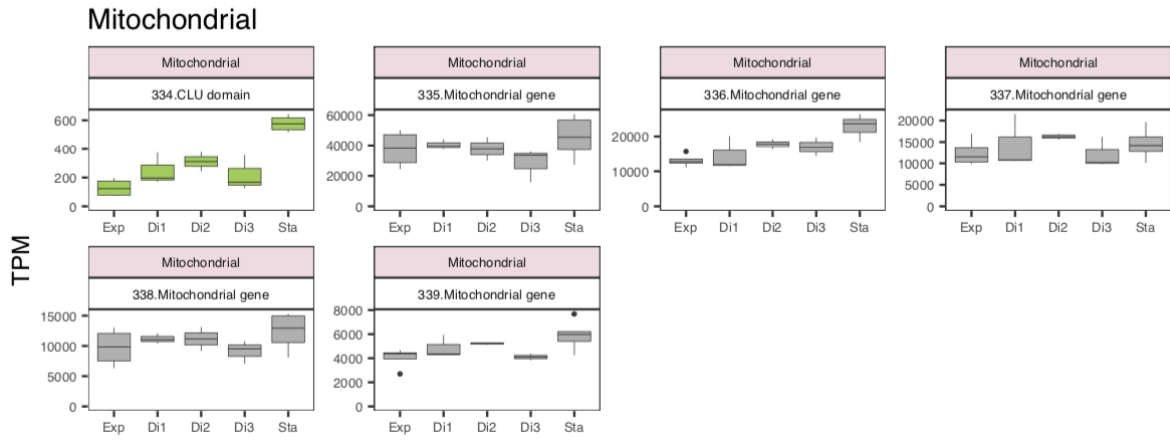 Mitochondrial
Mitochondrial Mitochondrial Mitochondrial Mitochondrial
334.CLU domain 335.Mitochondrial gene 336.Mitochondrial gene 337.Mitochondrial gene
600 60000 20000 20000
400 40000 15000
200 20000 10000 10000
5000
0 0 0 0
Exp Di1 Di2 Di3 Sta Exp Di1 Di2 Di3 Sta Exp Di1 Di2 Di3 Sta Exp Di1 Di2 Di3 Sta
TPM
Mitochondrial Mitochondrial
338.Mitochondrial gene 339.Mitochondrial gene
15000 8000
10000 6000
5000 4000
2000
0 0
Exp Di1 Di2 Di3 Sta Exp Di1 Di2 Di3 Sta